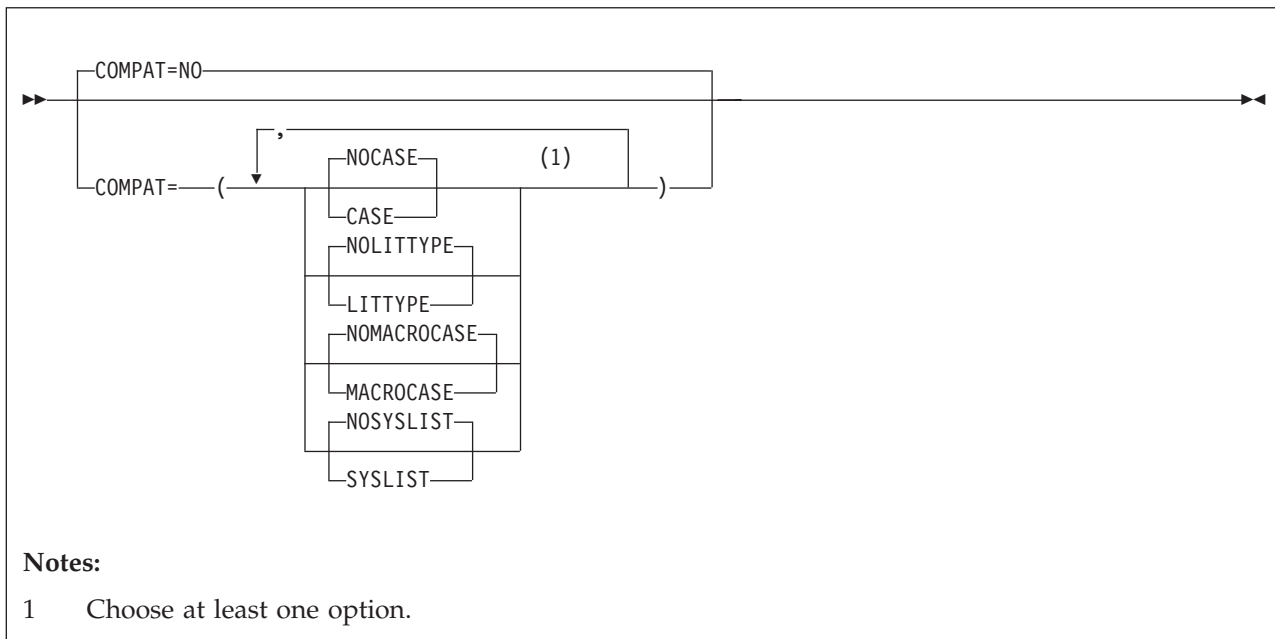 COMPAT=NO
,
NOCASE (1)
COMPAT= ( )
CASE
NOLITTYPE
LITTYPE
NOMACROCASE
MACROCASE
NOSYSLIST
SYSLIST
Notes:
1 Choose at least one option.